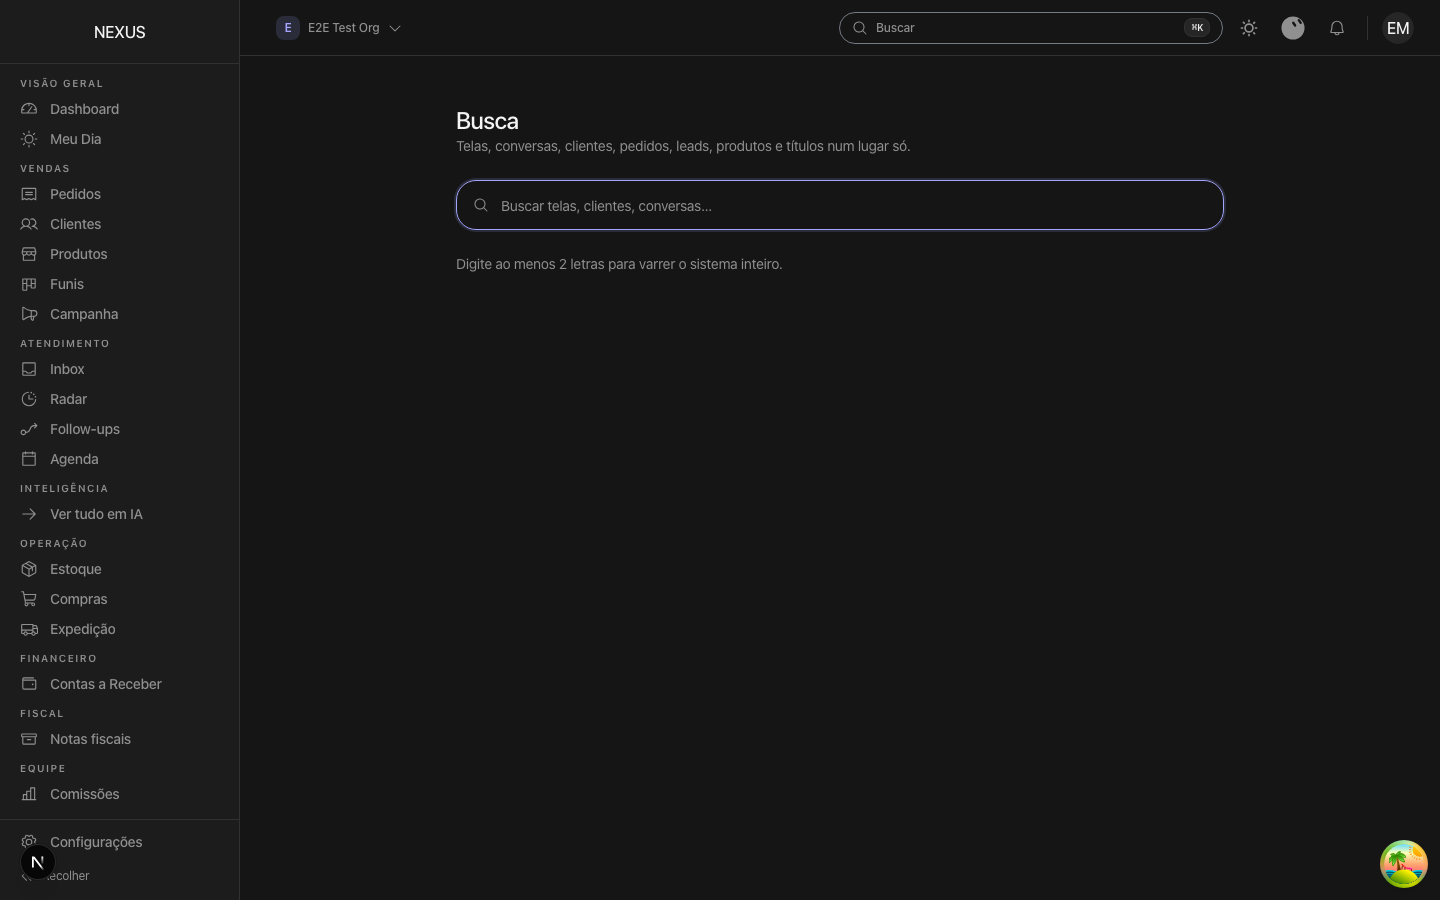 NEXUS
E
E2E Test Org
Buscar
⌘K
EM
VISÃO GERAL
Dashboard
Meu Dia
VENDAS
Pedidos
Clientes
Produtos
Funis
Campanha
ATENDIMENTO
Inbox
Radar
Follow-ups
Agenda
INTELIGÊNCIA
Ver tudo em IA
OPERAÇÃO
Estoque
Compras
Expedição
FINANCEIRO
Contas a Receber
FISCAL
Notas fiscais
EQUIPE
Comissões
Configurações
N
ecolher
Busca
Telas, conversas, clientes, pedidos, leads, produtos e títulos num lugar só.
Buscar telas, clientes, conversas...
Digite ao menos 2 letras para varrer o sistema inteiro.